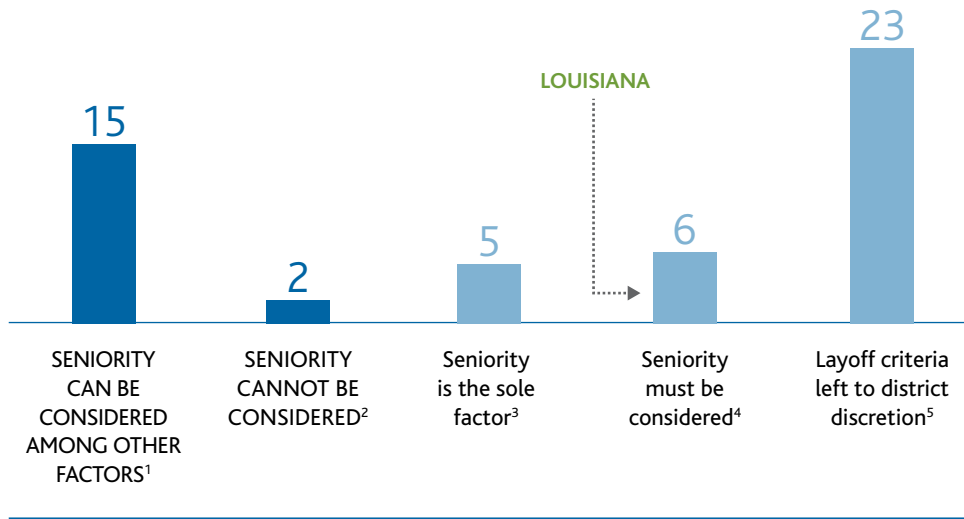 23
LOUISIANA
15
5
6
2
SENIORITY
CAN BE
CONSIDERED
AMONG OTHER
FACTORS¹
SENIORITY
CANNOT BE
CONSIDERED²
Seniority
is the sole
factor³
Seniority
must be
considered⁴
Layoff criteria
left to district
discretion⁵